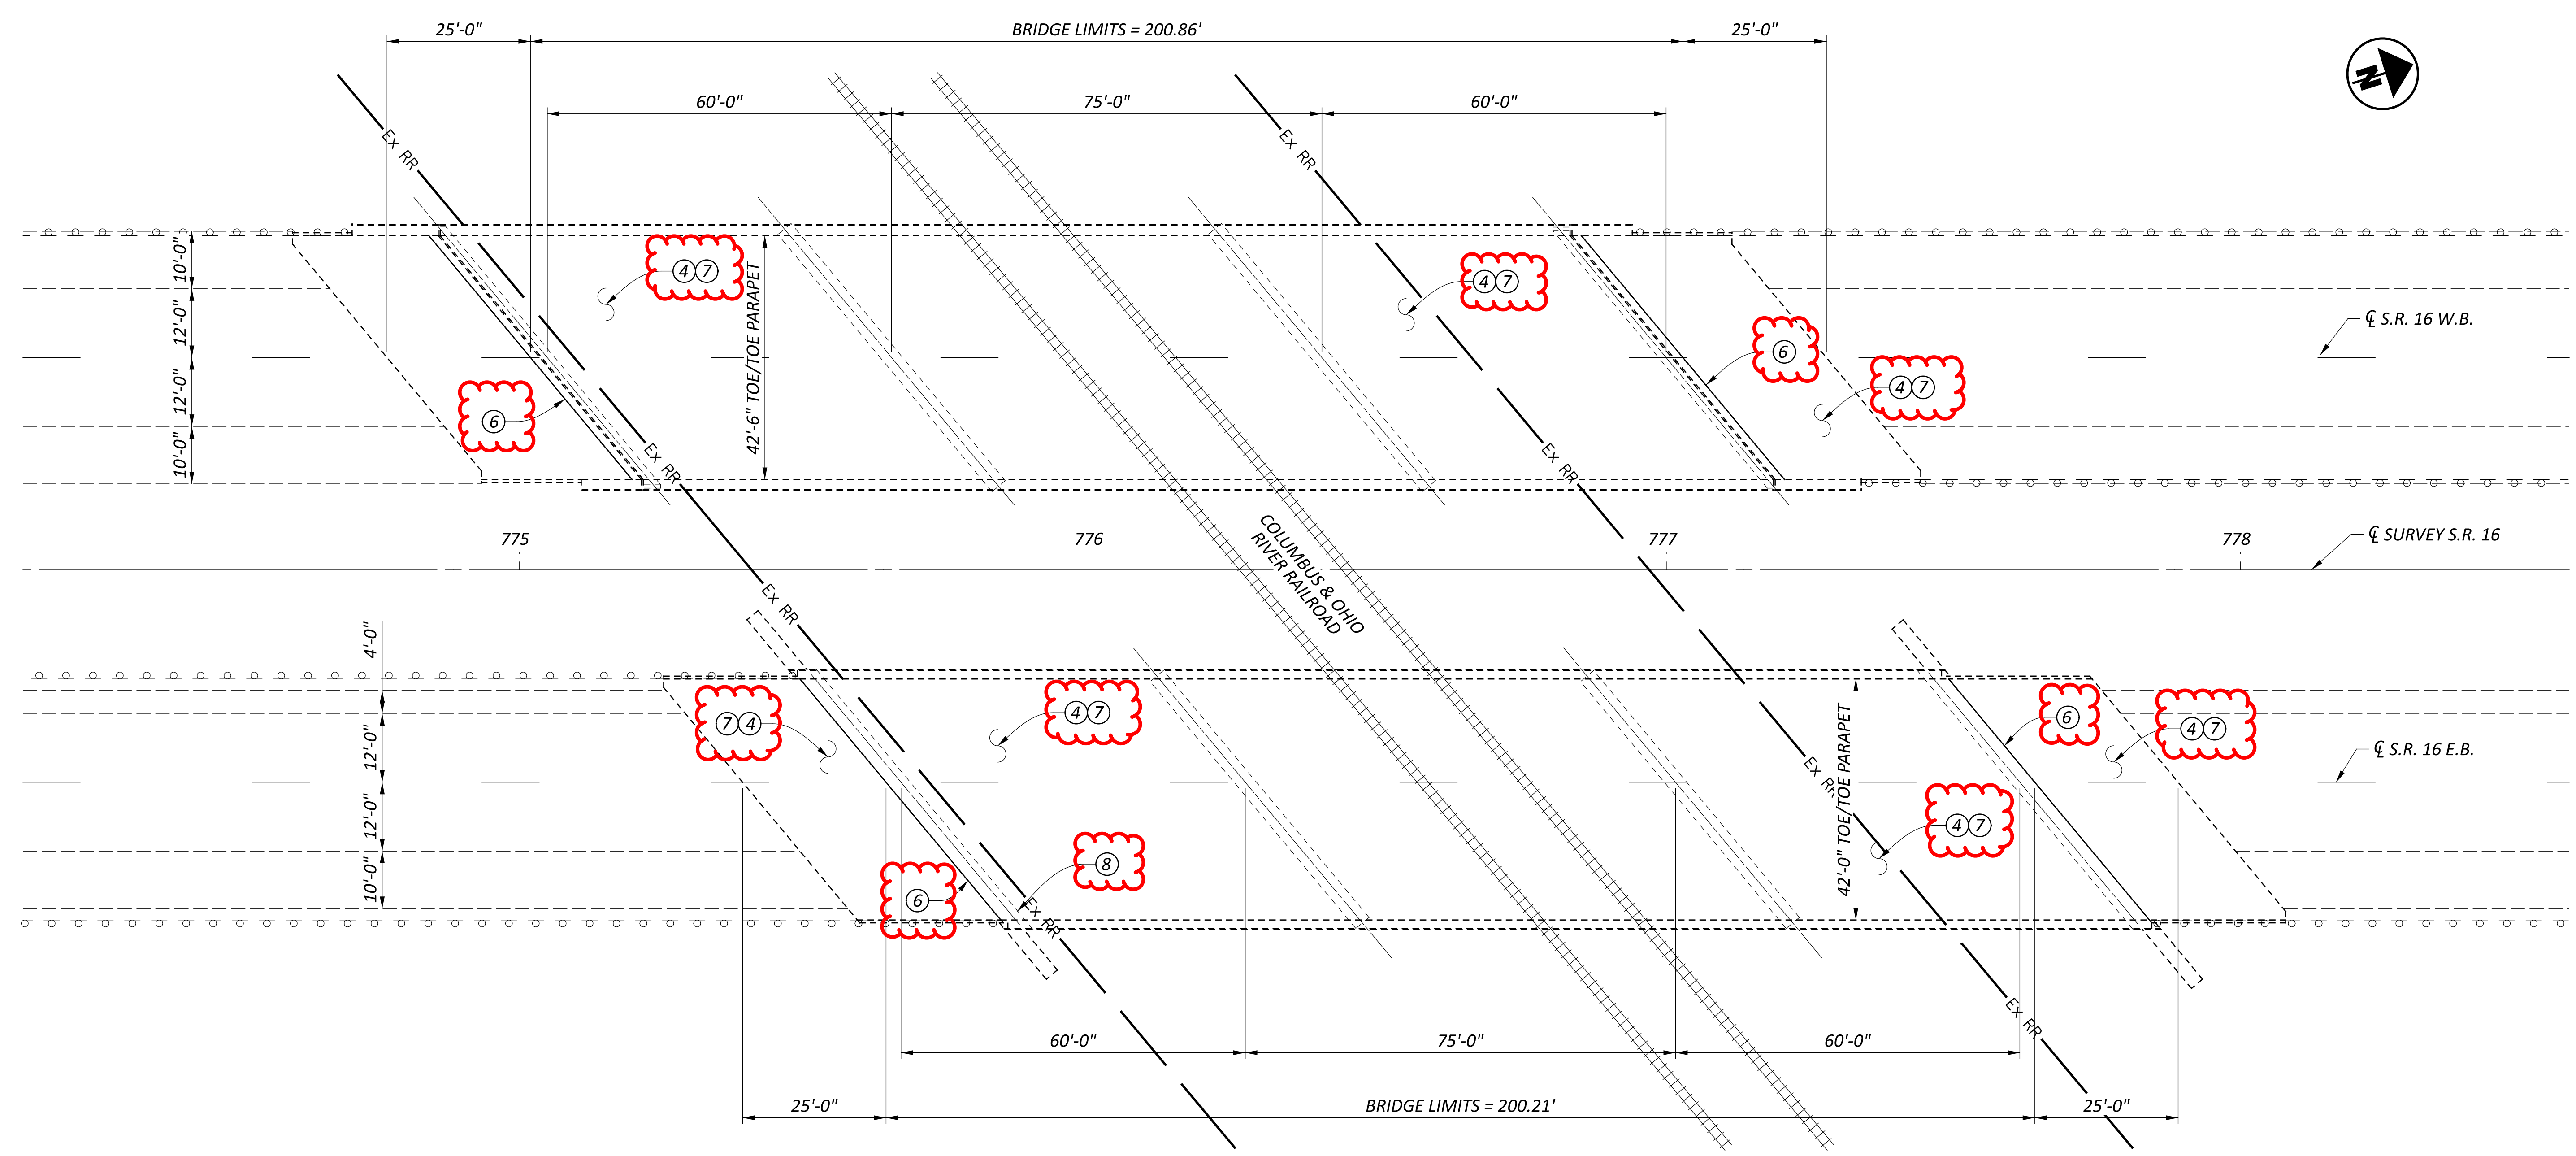 25'-0" BRIDGE LIMITS = 200.86' 25'-0"
N
60'-0" 75'-0" 60'-0"
Ex RR
Ex RR
10'-0"
12'-0"
12'-0"
10'-0"
4 7
42'-6" TOE/TOE PARAPET
4 7
℄ S.R. 16 W.B.
6
4 7
6
Ex RR
Ex RR
775 776 777 778
℄ SURVEY S.R. 16
COLUMBUS & OHIO
RIVER RAILROAD
Ex RR
4'-0"
12'-0"
12'-0"
10'-0"
7 4
4 7
6
4 7
℄ S.R. 16 E.B.
Ex RR
42'-0" TOE/TOE PARAPET
4 7
8
6
Ex RR
Ex RR
60'-0" 75'-0" 60'-0"
25'-0" BRIDGE LIMITS = 200.21' 25'-0"